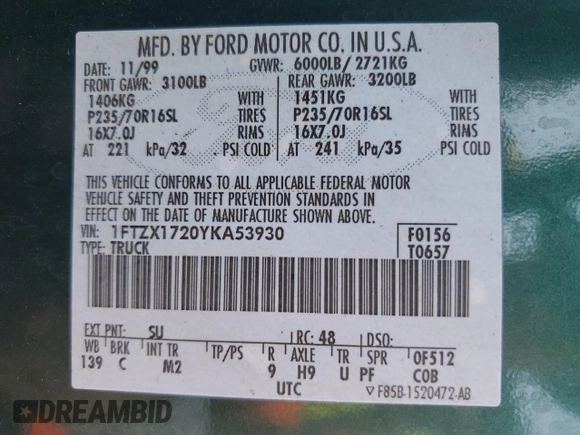 MFD. BY FORD MOTOR CO. IN U.S.A.
DATE: 11/99 GVWR: 6000LB/ 2721KG
FRONT GAWR: 3100LB REAR GAWR: 3200LB
1406KG WITH 1451KG WITH
P235/70R16SL TIRES P235/70R16SL TIRES
16X7.0J RIMS 16X7.0J RIMS
AT 221 kPa/32 PSI COLD AT 241 kPa/35 PSI COLD
THIS VEHICLE CONFORMS TO ALL APPLICABLE FEDERAL MOTOR
VEHICLE SAFETY AND THEFT PREVENTION STANDARDS IN
EFFECT ON THE DATE OF MANUFACTURE SHOWN ABOVE.
VIN: 1FTZX1720YKA53930 F0156
TYPE: TRUCK T0657
EXT PNT: SU RC: 48 DSO:
WB BRK INT TR TP/PS R AXLE TR SPR 0F512
139 C M2 9 H9 U PF COB
UTC ▽ F85B-1520472-AB
DREAMBID